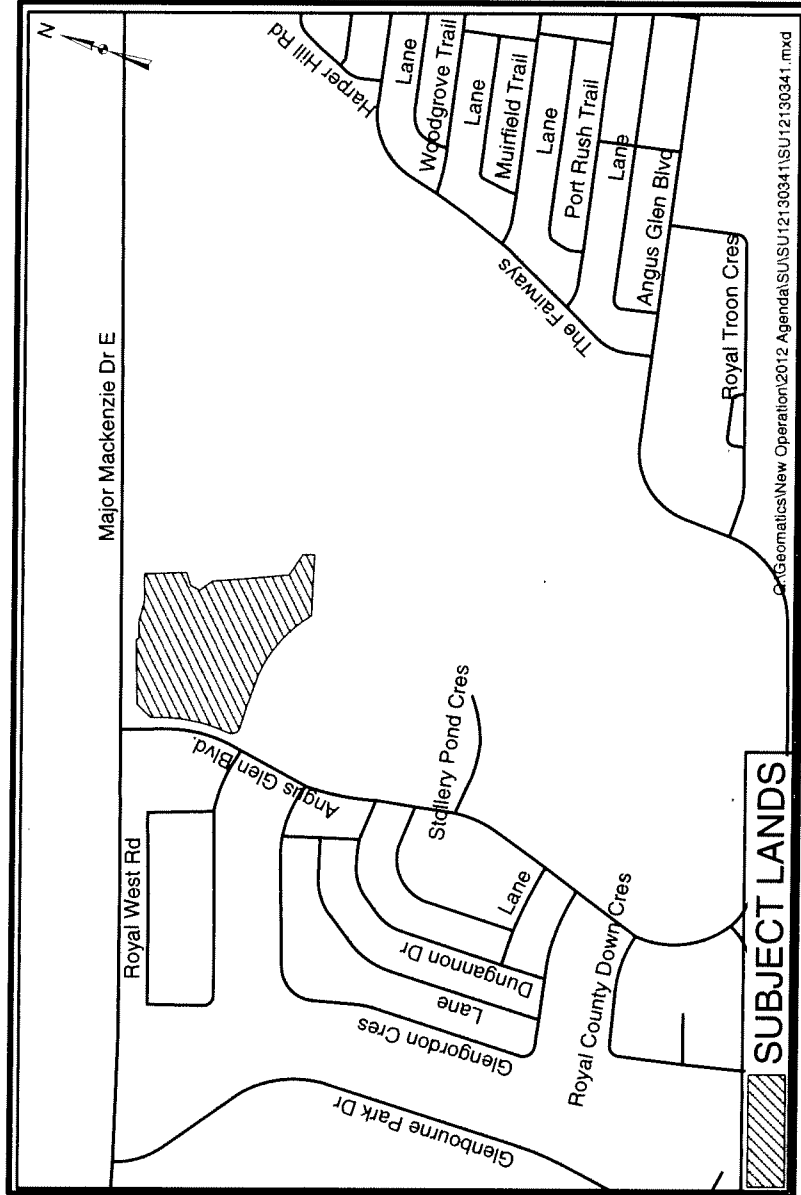 N
Major Mackenzie Dr E
Harper Hill Rd
Lane
Woodgrove Trail
Lane
Muirfield Trail
Lane
Port Rush Trail
Lane
Angus Glen Blvd
The Fairways
Royal Troon Cres
Royal West Rd
Angus Glen Blvd.
Stollery Pond Cres
Lane
Dungannon Dr
Lane
Glengordon Cres
Royal County Down Cres
Glenbourne Park Dr
SUBJECT LANDS
Q:\Geomatics\New Operation\2012 Agenda\SU\SU12130341\SU12130341.mxd